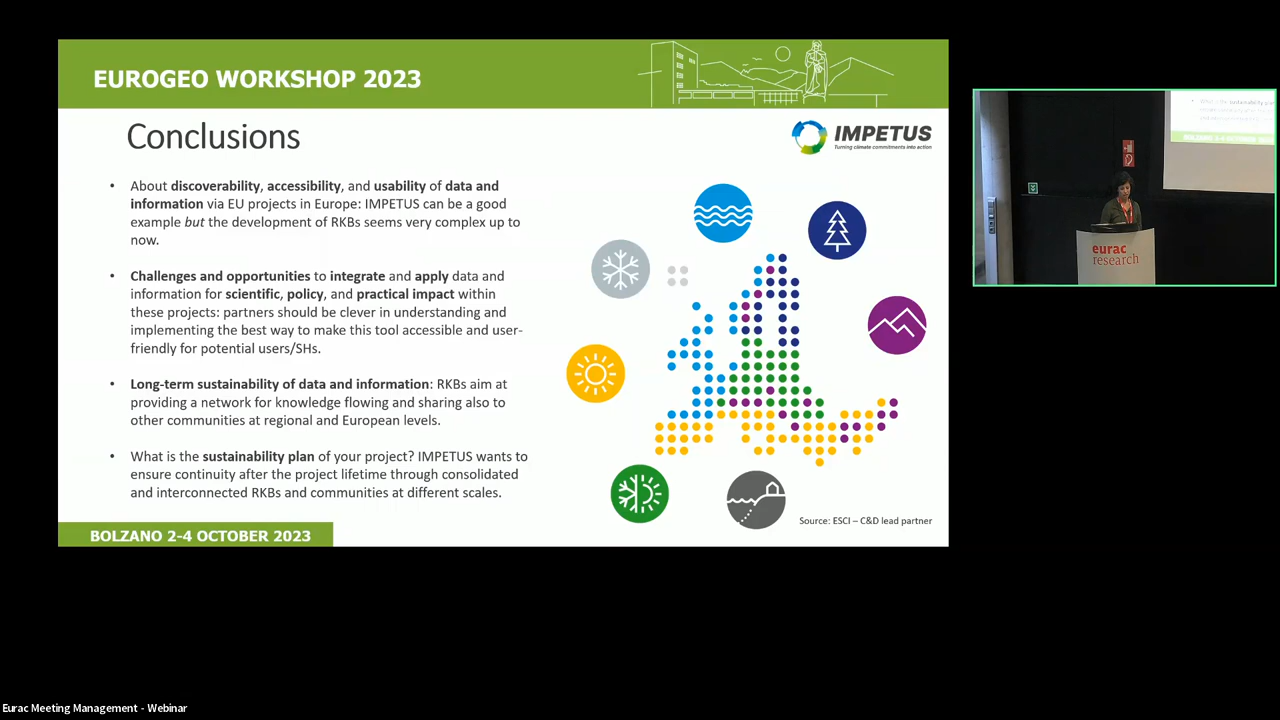 EUROGEO WORKSHOP 2023
Conclusions
IMPETUS
Turning climate commitments into action
• About discoverability, accessibility, and usability of data and
information via EU projects in Europe: IMPETUS can be a good
example but the development of RKBs seems very complex up to
now.
• Challenges and opportunities to integrate and apply data and
information for scientific, policy, and practical impact within
these projects: partners should be clever in understanding and
implementing the best way to make this tool accessible and user-
friendly for potential users/SHs.
• Long-term sustainability of data and information: RKBs aim at
providing a network for knowledge flowing and sharing also to
other communities at regional and European levels.
• What is the sustainability plan of your project? IMPETUS wants to
ensure continuity after the project lifetime through consolidated
and interconnected RKBs and communities at different scales.
Source: ESCI – C&D lead partner
BOLZANO 2-4 OCTOBER 2023
eurac
research
Eurac Meeting Management - Webinar